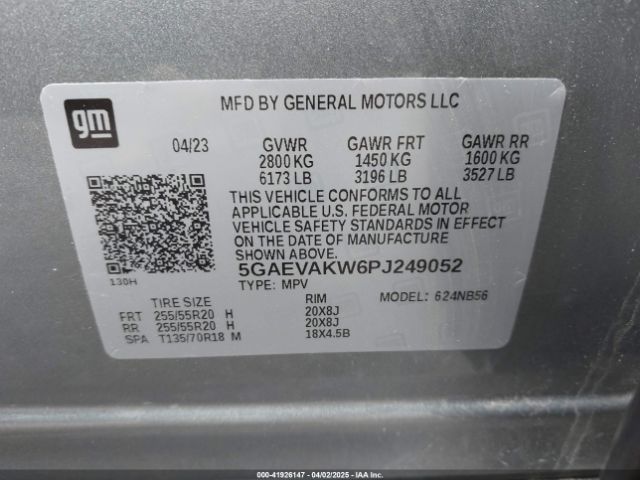 gm
MFD BY GENERAL MOTORS LLC
04/23 GVWR GAWR FRT GAWR RR
2800 KG 1450 KG 1600 KG
6173 LB 3196 LB 3527 LB
THIS VEHICLE CONFORMS TO ALL
APPLICABLE U.S. FEDERAL MOTOR
VEHICLE SAFETY STANDARDS IN EFFECT
ON THE DATE OF MANUFACTURE
SHOWN ABOVE.
130H
5GAEVAKW6PJ249052
TYPE: MPV MODEL: 624NB56
TIRE SIZE RIM
FRT 255/55R20 H 20X8J
RR 255/55R20 H 20X8J
SPA T135/70R18 M 18X4.5B
000-41926147 - 04/02/2025 - IAAI.COM